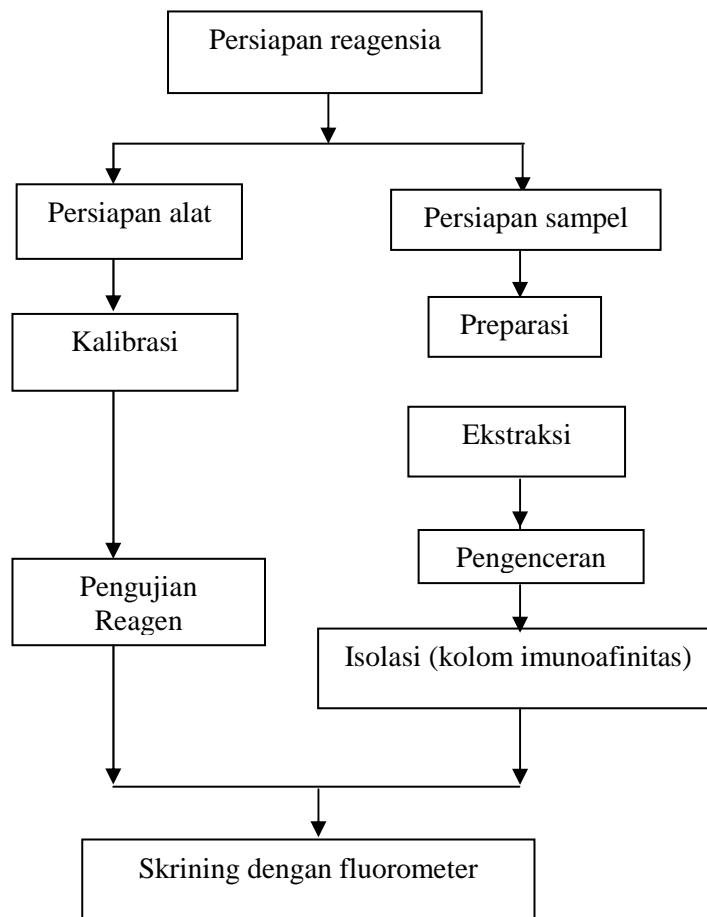 Persiapan reagensia
Persiapan alat
Persiapan sampel
Kalibrasi
Preparasi
Ekstraksi
Pengenceran
Pengujian
Reagen
Isolasi (kolom imunoafinitas)
Skrining dengan fluorometer